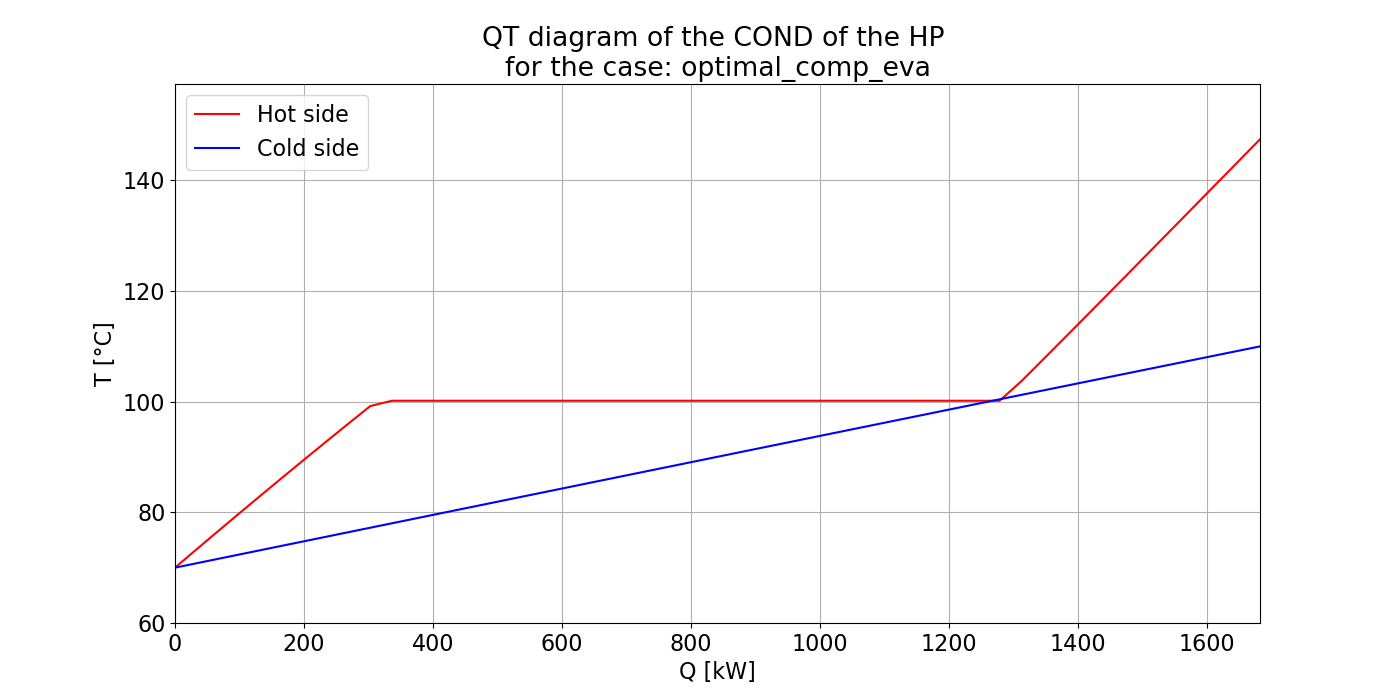 QT diagram of the COND of the HP
for the case: optimal_comp_eva
Hot side
Cold side
T [°C]
140
120
100
80
60
0 200 400 600 800 1000 1200 1400 1600
Q [kW]